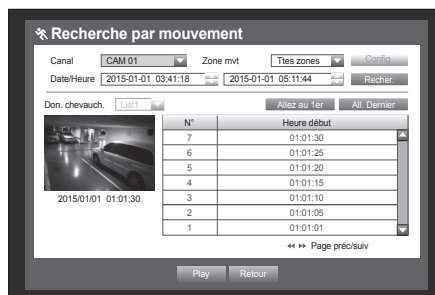 Recherche par mouvement
Canal CAM 01 Zone mvt Ttes zones Config.
Date/Heure 2015-01-01 03:41:18 2015-01-01 05:11:44 Recher.
Don. chevauch. List1 Allez au 1er All. Dernier
N° Heure début
7 01:01:30
6 01:01:25
5 01:01:20
4 01:01:15
3 01:01:10
2 01:01:05
1 01:01:01
2015/01/01 01:01:30
Page préc/suiv
Play Retour